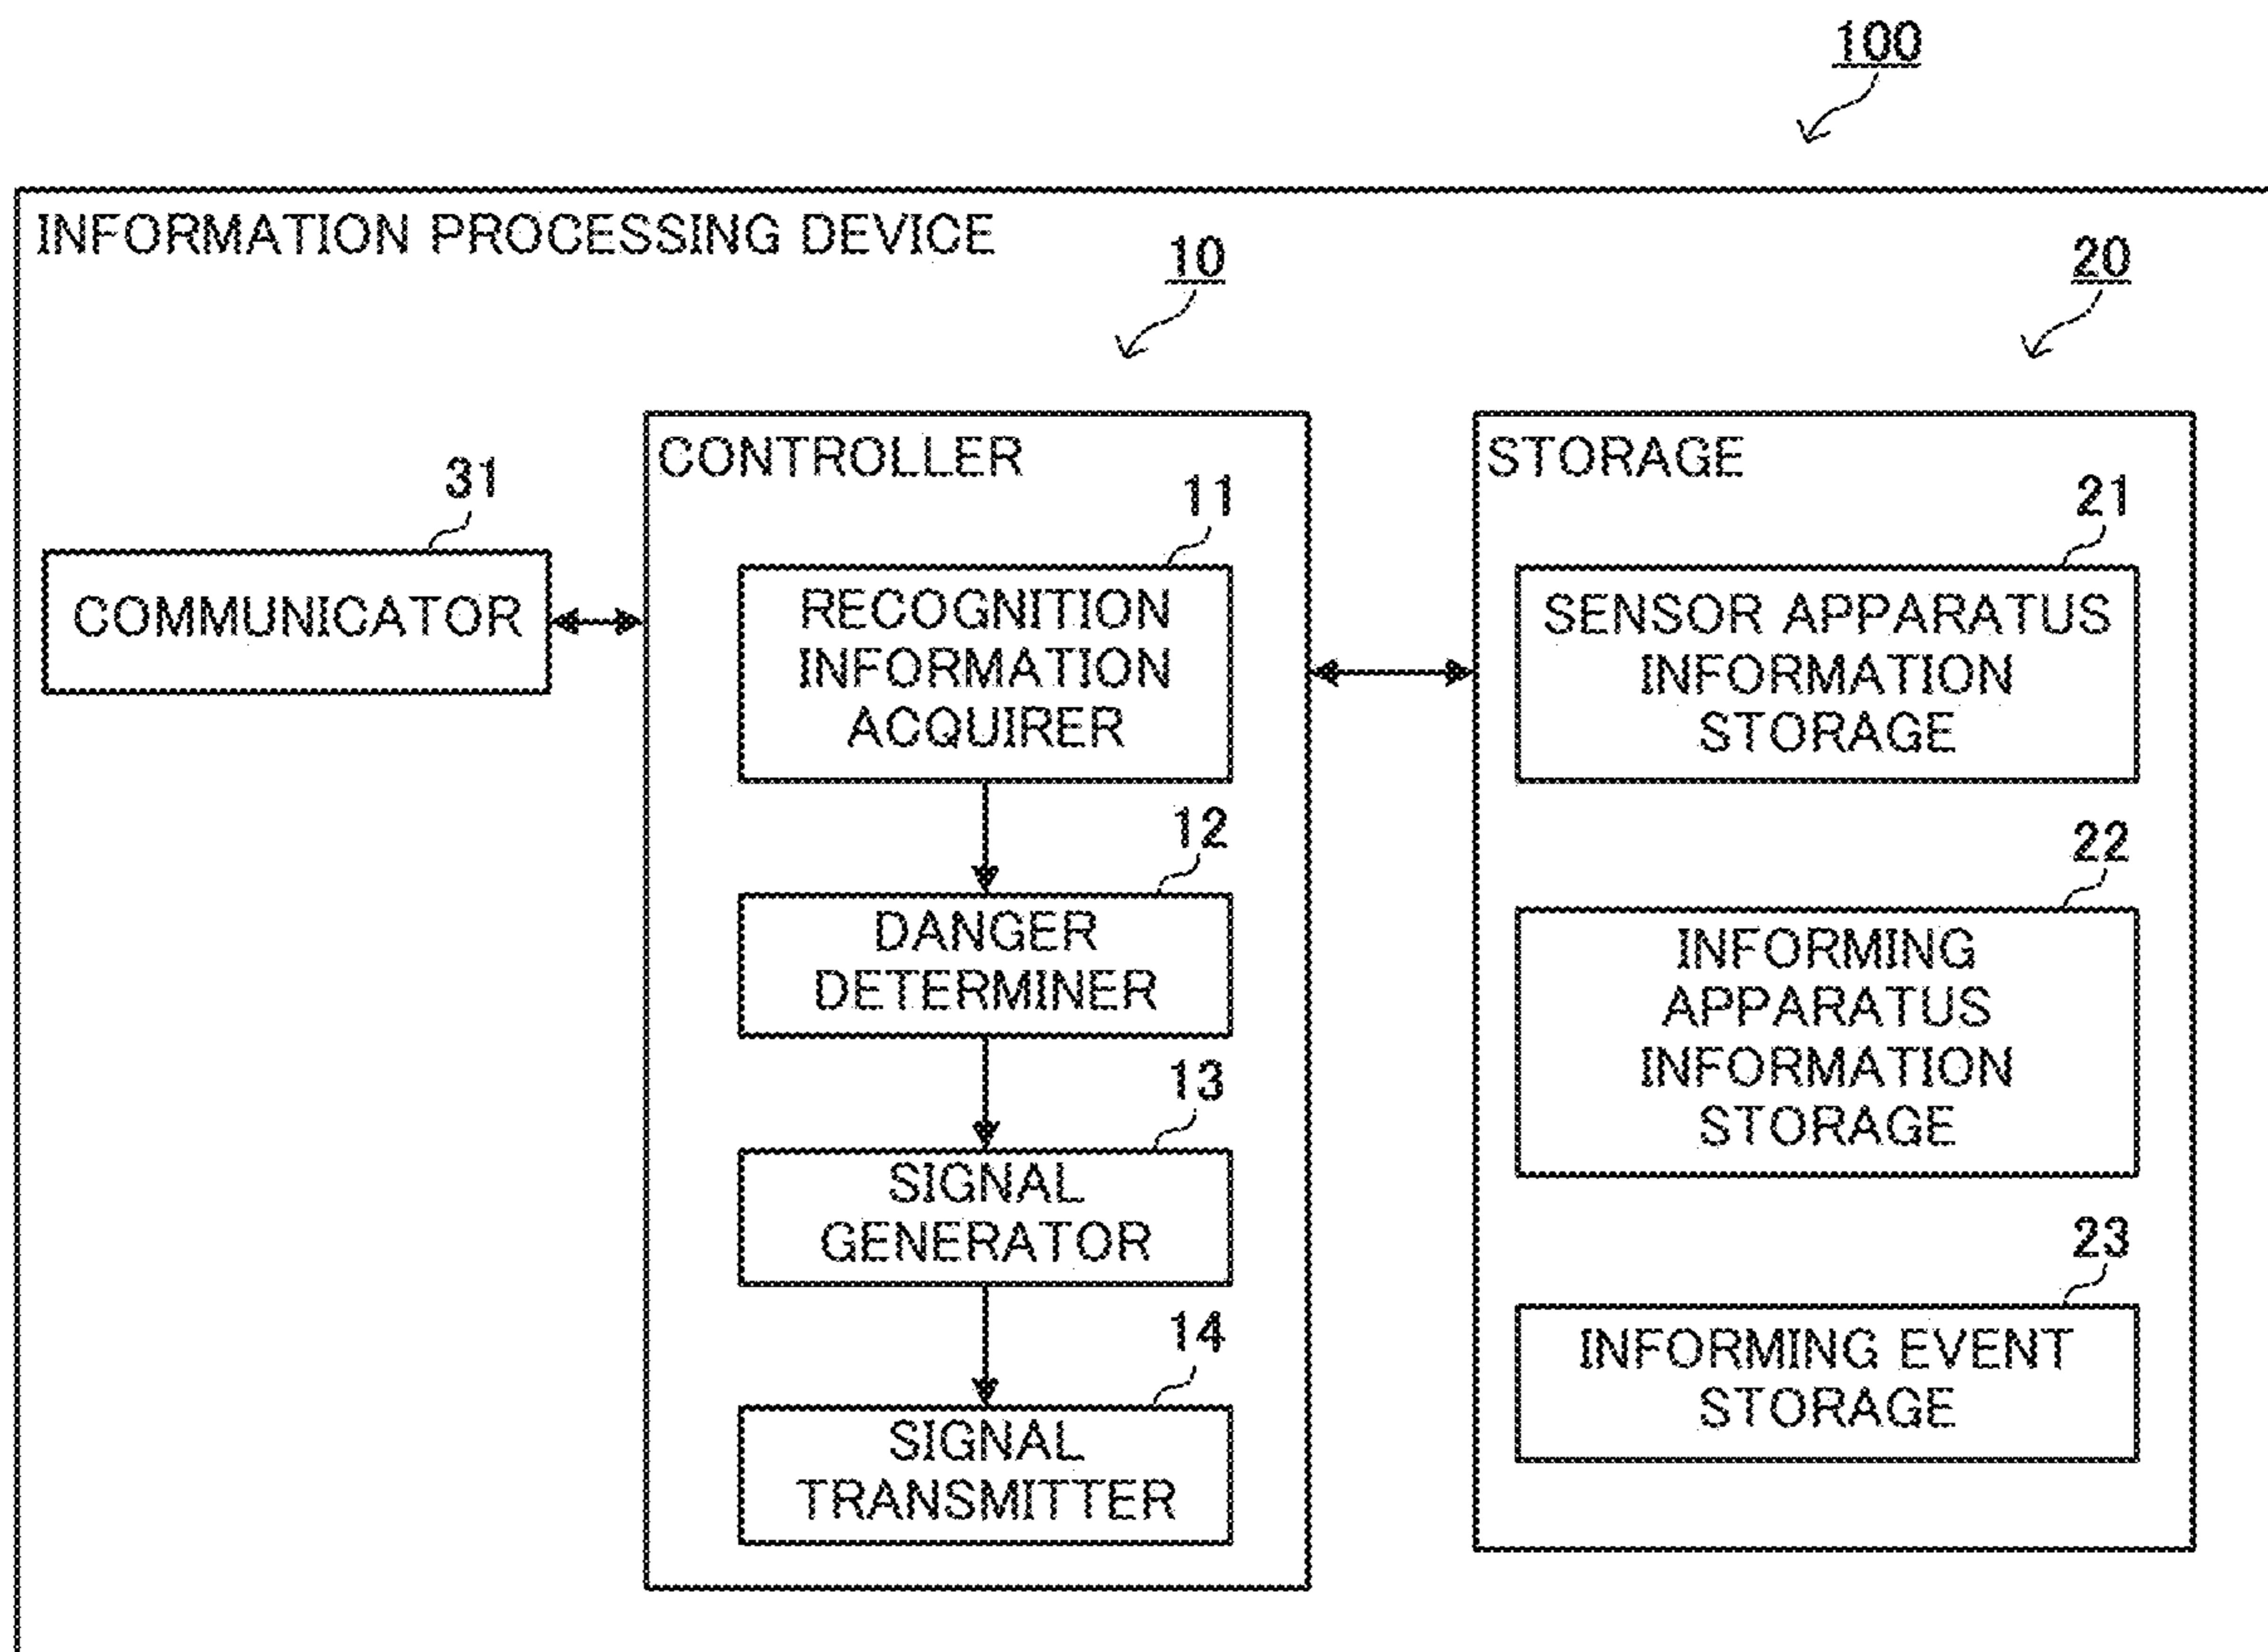 100
INFORMATION PROCESSING DEVICE
10
20
CONTROLLER
STORAGE
31
COMMUNICATOR
11
RECOGNITION
INFORMATION
ACQUIRER
12
DANGER
DETERMINER
13
SIGNAL
GENERATOR
14
SIGNAL
TRANSMITTER
21
SENSOR APPARATUS
INFORMATION
STORAGE
22
INFORMING
APPARATUS
INFORMATION
STORAGE
23
INFORMING EVENT
STORAGE